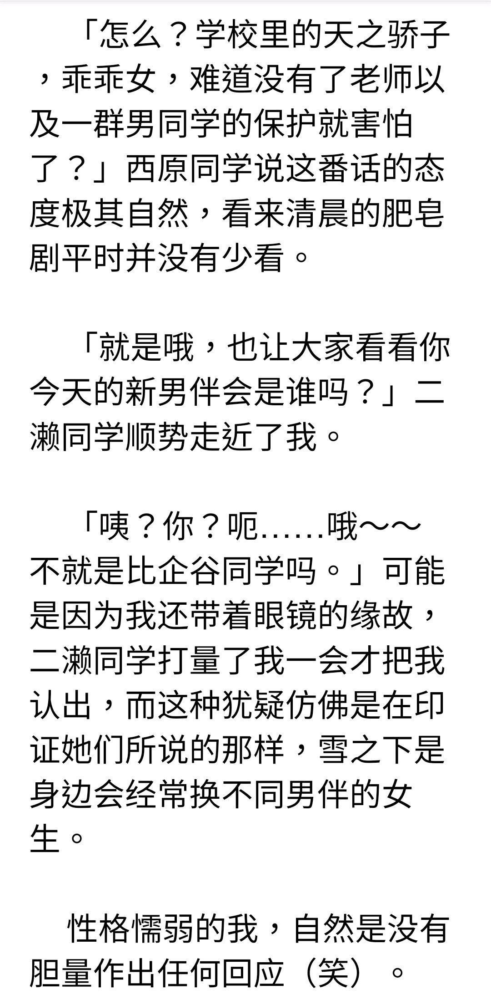 「怎么？学校里的天之骄子
，乖乖女，难道没有了老师以
及一群男同学的保护就害怕
了？」西原同学说这番话的态
度极其自然，看来清晨的肥皂
剧平时并没有少看。
「就是哦，也让大家看看你
今天的新男伴会是谁吗？」二
濑同学顺势走近了我。
「咦？你？呃……哦～～
不就是比企谷同学吗。」可能
是因为我还带着眼镜的缘故，
二濑同学打量了我一会才把我
认出，而这种犹疑仿佛是在印
证她们所说的那样，雪之下是
身边会经常换不同男伴的女
生。
性格懦弱的我，自然是没有
胆量作出任何回应（笑）。